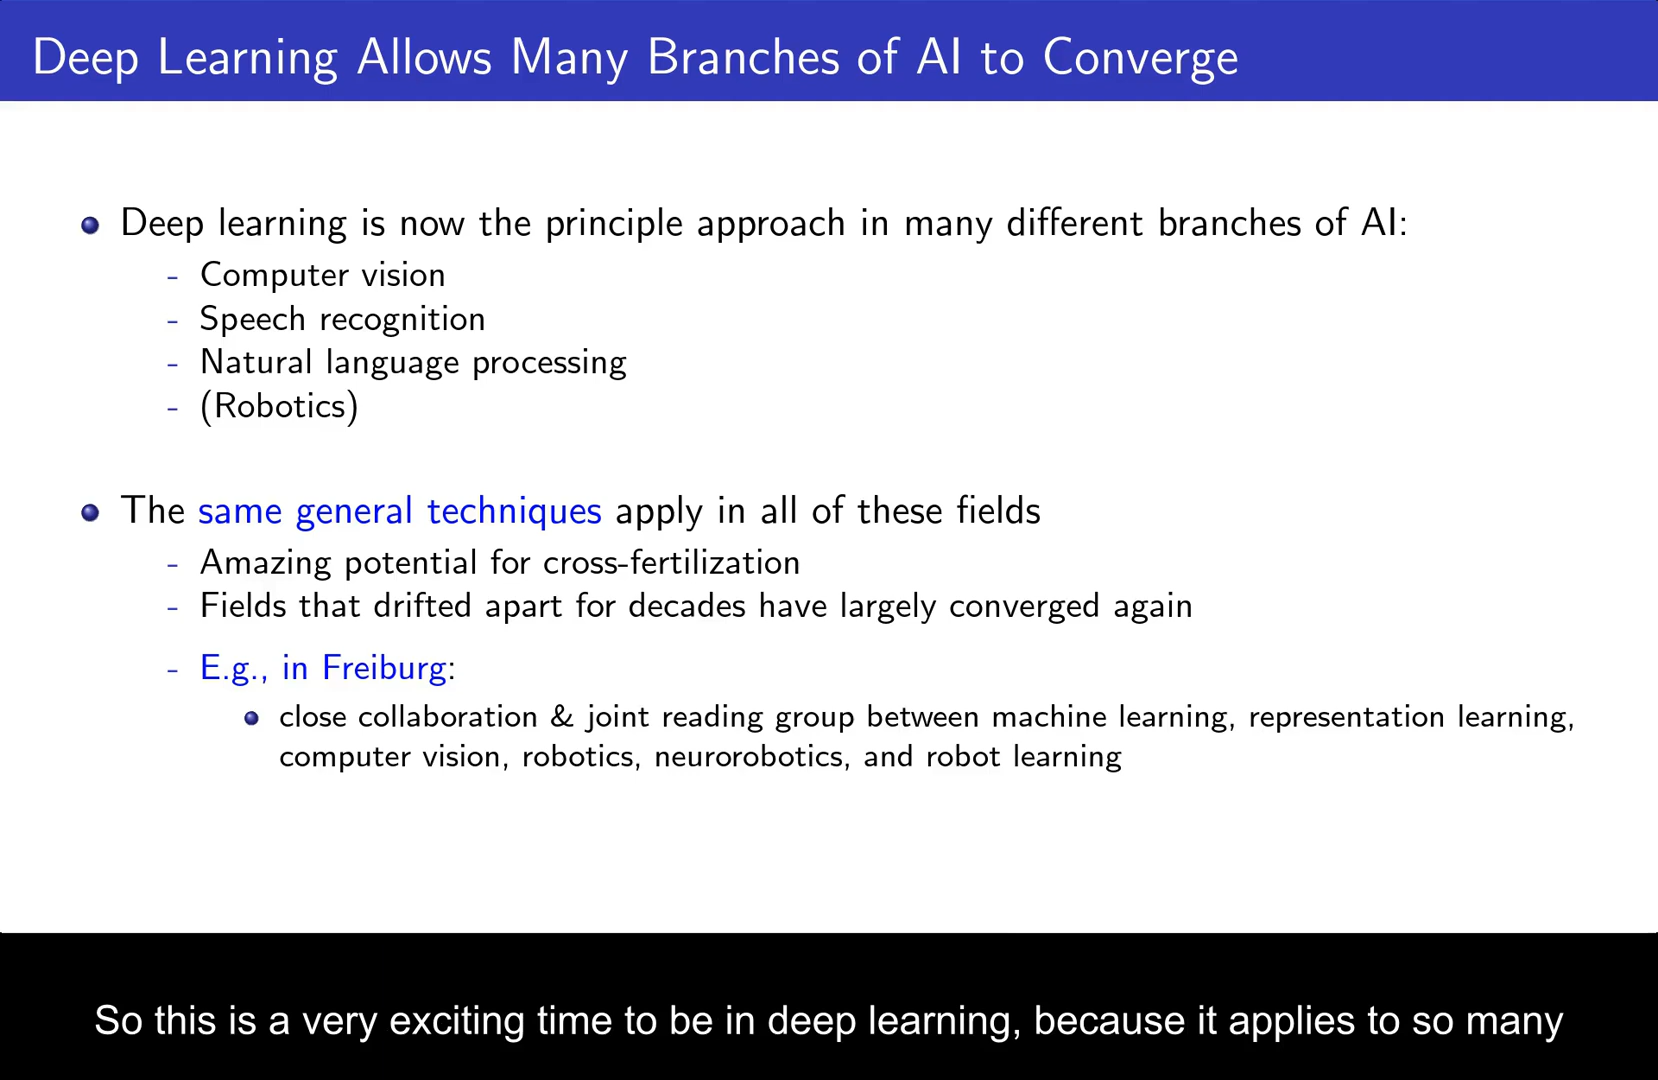 Deep Learning Allows Many Branches of AI to Converge
Deep learning is now the principle approach in many different branches of AI:
- Computer vision
- Speech recognition
- Natural language processing
- (Robotics)
The same general techniques apply in all of these fields
- Amazing potential for cross-fertilization
- Fields that drifted apart for decades have largely converged again
- E.g., in Freiburg:
close collaboration & joint reading group between machine learning, representation learning,
computer vision, robotics, neurorobotics, and robot learning
So this is a very exciting time to be in deep learning, because it applies to so many